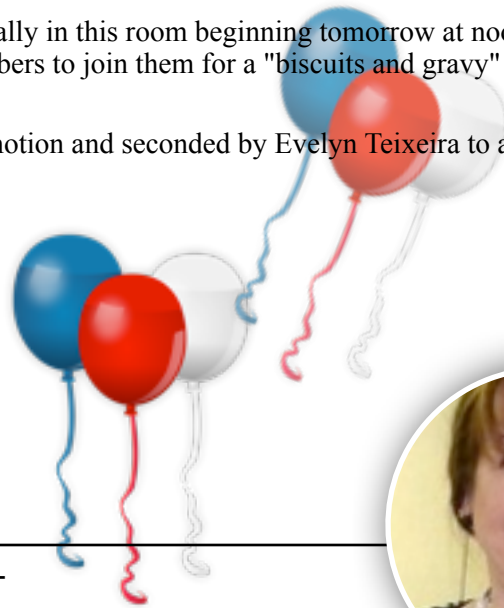 ally in this room beginning tomorrow at noo
bers to join them for a "biscuits and gravy"
otion and seconded by Evelyn Teixeira to a